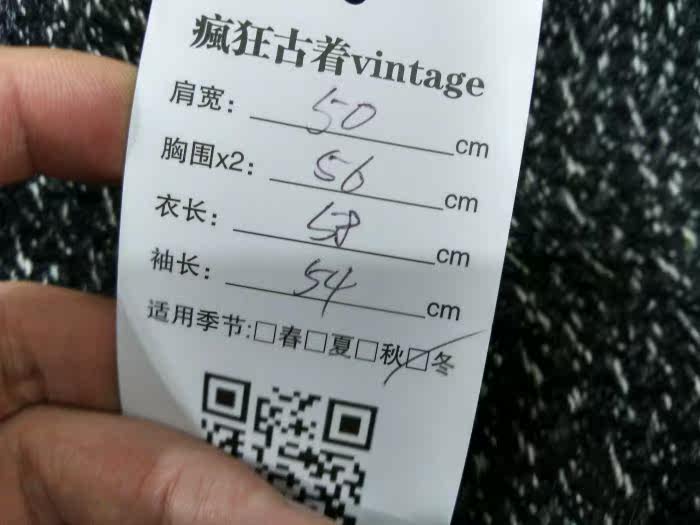 瘋狂古着vintage
肩宽：50cm
胸围x2：56cm
衣长：58cm
袖长：54cm
适用季节:□春□夏□秋☑冬